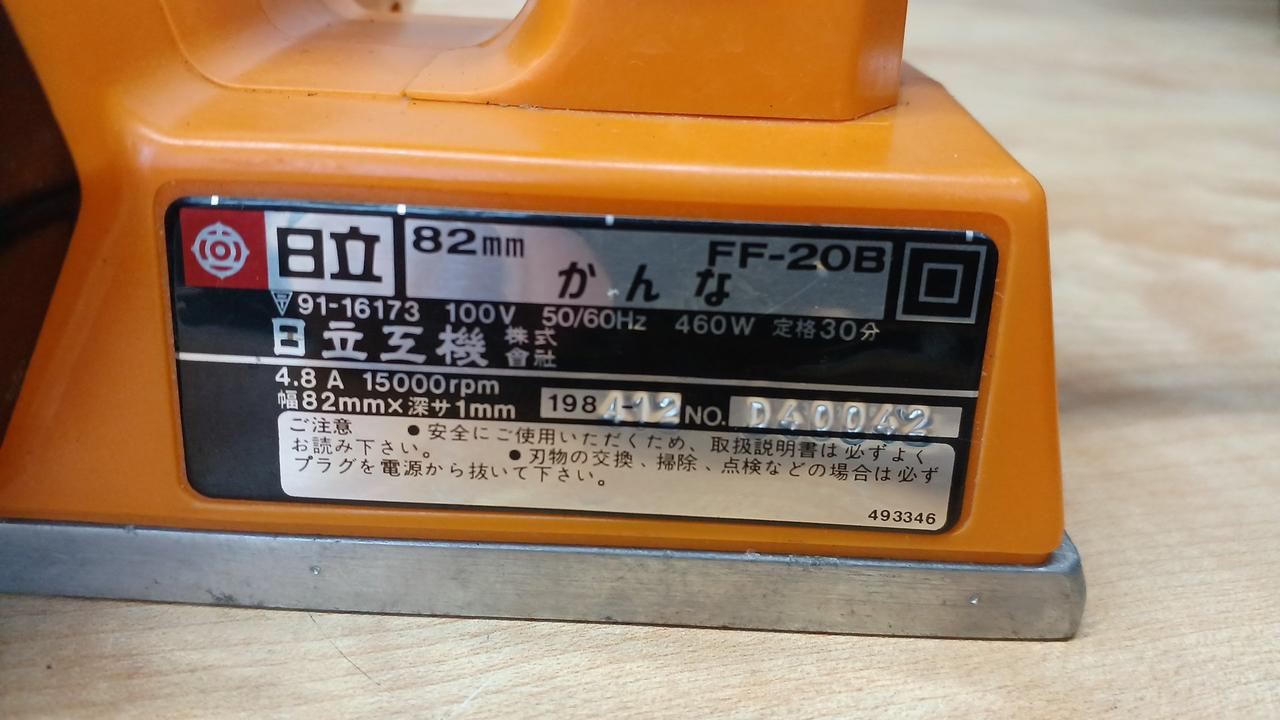 日立 82mm FF-20B
かんな
91-16173 100V 50/60Hz 460W 定格30分
日立工機 株式會社
4.8A 15000rpm
幅82mm×深サ1mm 1984-12 NO. D40042
ご注意 ●安全にご使用いただくため、取扱説明書は必ずよく
お読み下さい。 ●刃物の交換、掃除、点検などの場合は必ず
プラグを電源から抜いて下さい。
493346